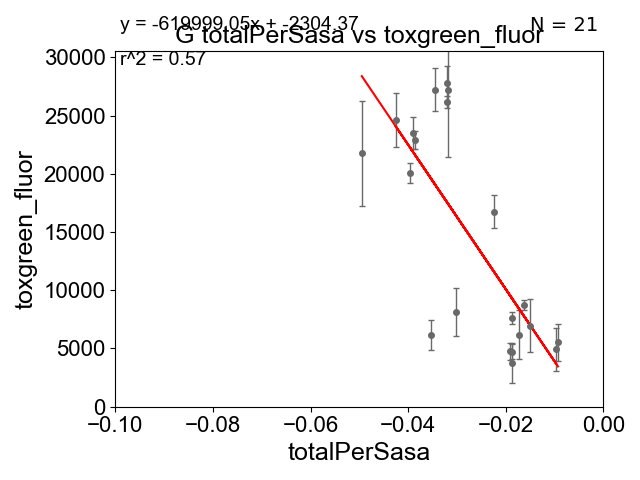 y = -619999.05x + -2304.37
N = 21
G totalPerSasa vs toxgreen_fluor
r^2 = 0.57
30000
25000
20000
15000
10000
5000
0
toxgreen_fluor
−0.10 −0.08 −0.06 −0.04 −0.02 0.00
totalPerSasa